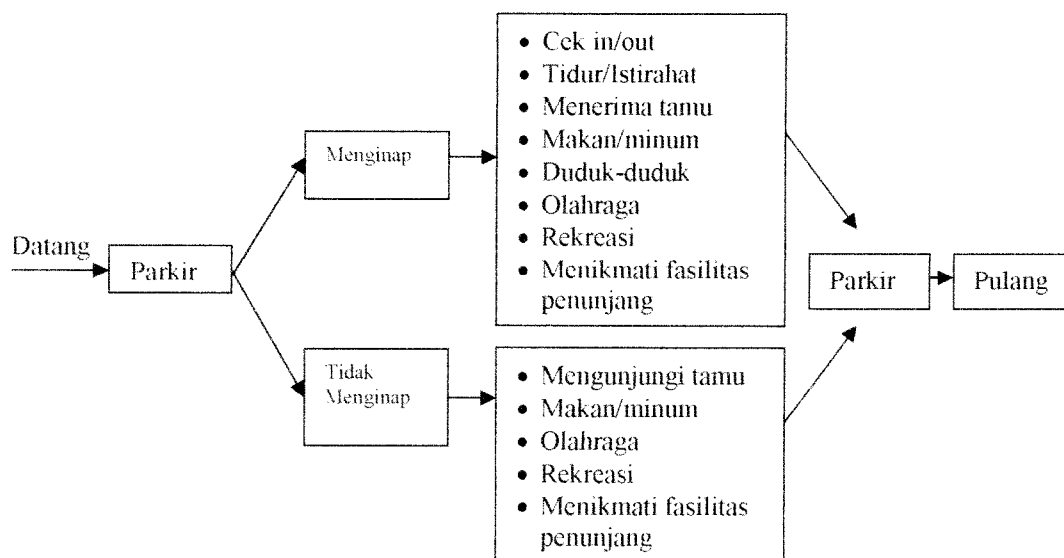 Datang
Parkir
Menginap
• Cek in/out
• Tidur/Istirahat
• Menerima tamu
• Makan/minum
• Duduk-duduk
• Olahraga
• Rekreasi
• Menikmati fasilitas
penunjang
Tidak
Menginap
• Mengunjungi tamu
• Makan/minum
• Olahraga
• Rekreasi
• Menikmati fasilitas
penunjang
Parkir
Pulang